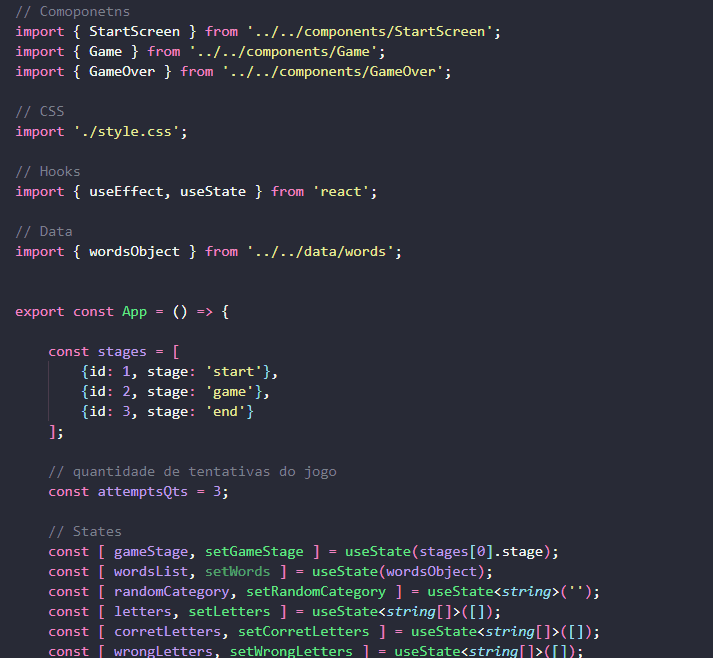 // Comoponetns
import { StartScreen } from '../../components/StartScreen';
import { Game } from '../../components/Game';
import { GameOver } from '../../components/GameOver';
// CSS
import './style.css';
// Hooks
import { useEffect, useState } from 'react';
// Data
import { wordsObject } from '../../data/words';
export const App = () => {
const stages = [
{id: 1, stage: 'start'},
{id: 2, stage: 'game'},
{id: 3, stage: 'end'}
];
// quantidade de tentativas do jogo
const attemptsQts = 3;
// States
const [ gameStage, setGameStage ] = useState(stages[0].stage);
const [ wordsList, setWords ] = useState(wordsObject);
const [ randomCategory, setRandomCategory ] = useState<string>('');
const [ letters, setLetters ] = useState<string[]>([]);
const [ corretLetters, setCorretLetters ] = useState<string[]>([]);
const [ wrongLetters, setWrongLetters ] = useState<string[]>([]);